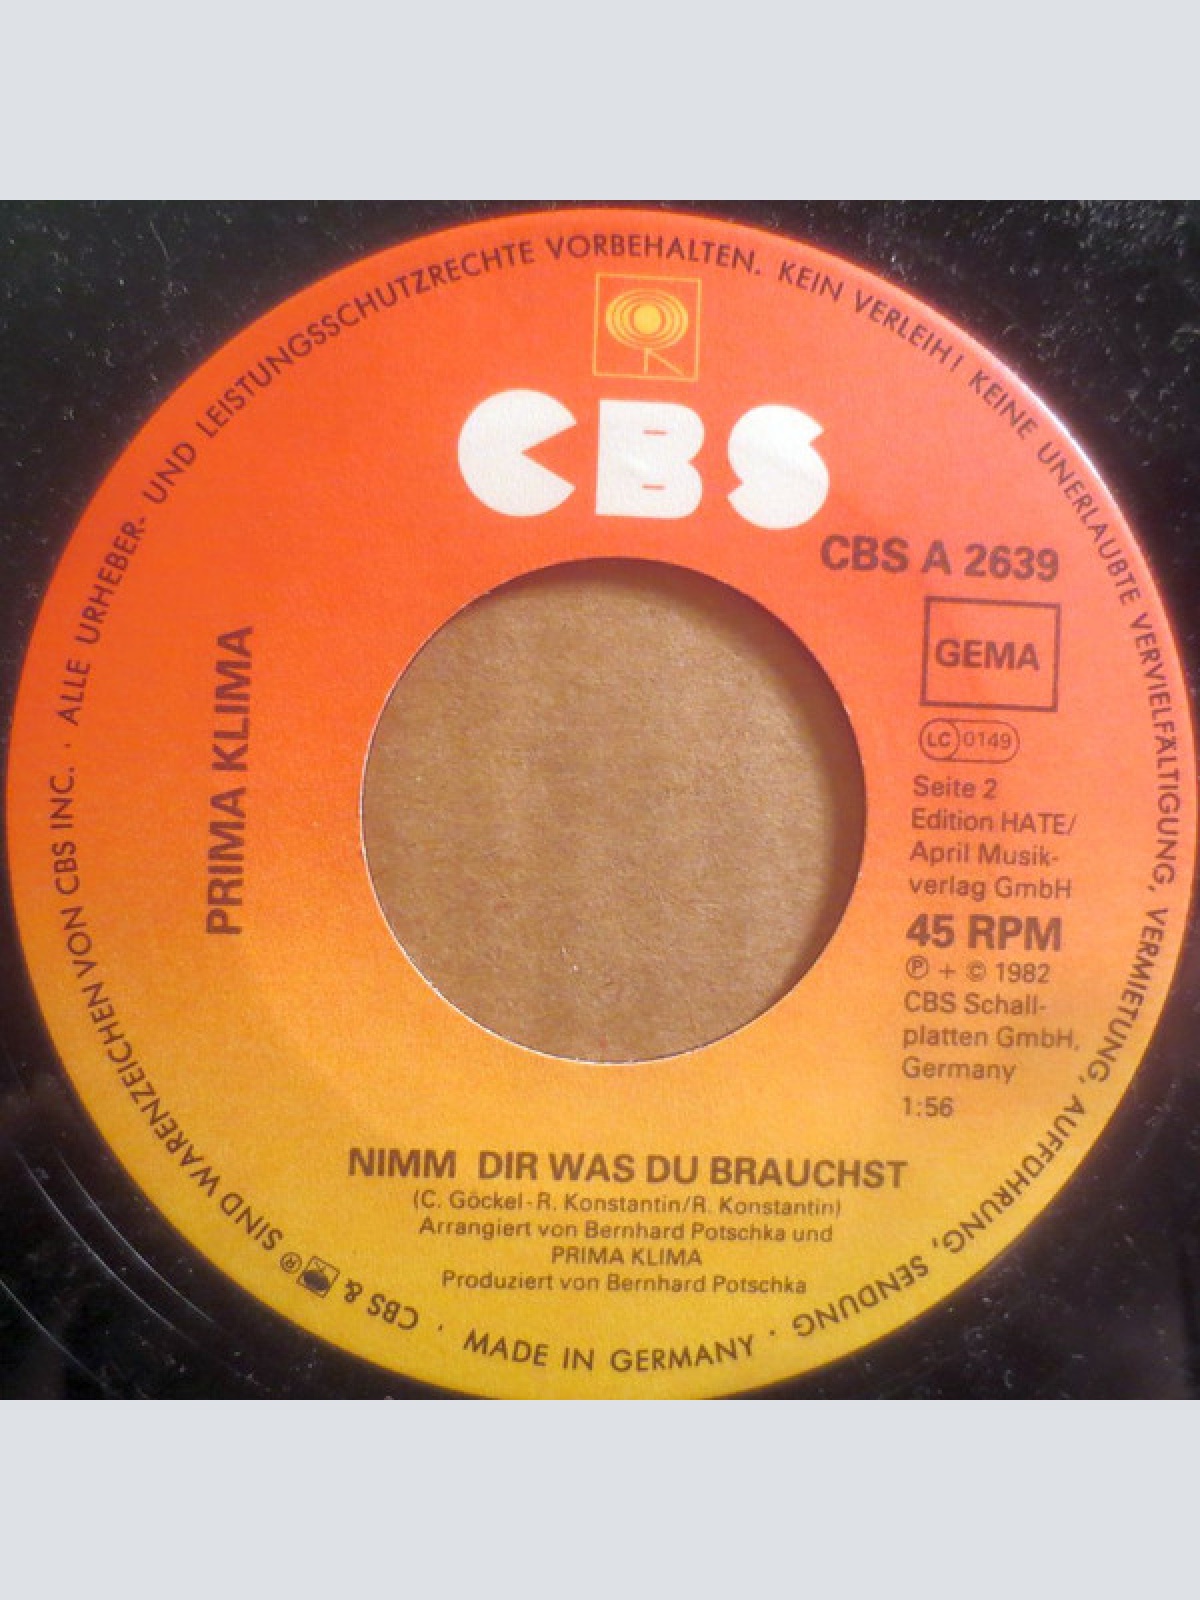 ALLE URHEBER- UND LEISTUNGSSCHUTZRECHTE VORBEHALTEN. KEIN VERLEIH! KEINE UNERLAUBTE VERVIELFÄLTIGUNG, VERMIETUNG, AUFFÜHRUNG, SENDUNG · MADE IN GERMANY · CBS & ® SIND WARENZEICHEN VON CBS INC. ·
CBS
CBS A 2639
GEMA
LC 0149
Seite 2
Edition HATE/
April Musik-
verlag GmbH
45 RPM
℗ + © 1982
CBS Schall-
platten GmbH,
Germany
1:56
PRIMA KLIMA
NIMM DIR WAS DU BRAUCHST
(C. Göckel-R. Konstantin/R. Konstantin)
Arrangiert von Bernhard Potschka und
PRIMA KLIMA
Produziert von Bernhard Potschka